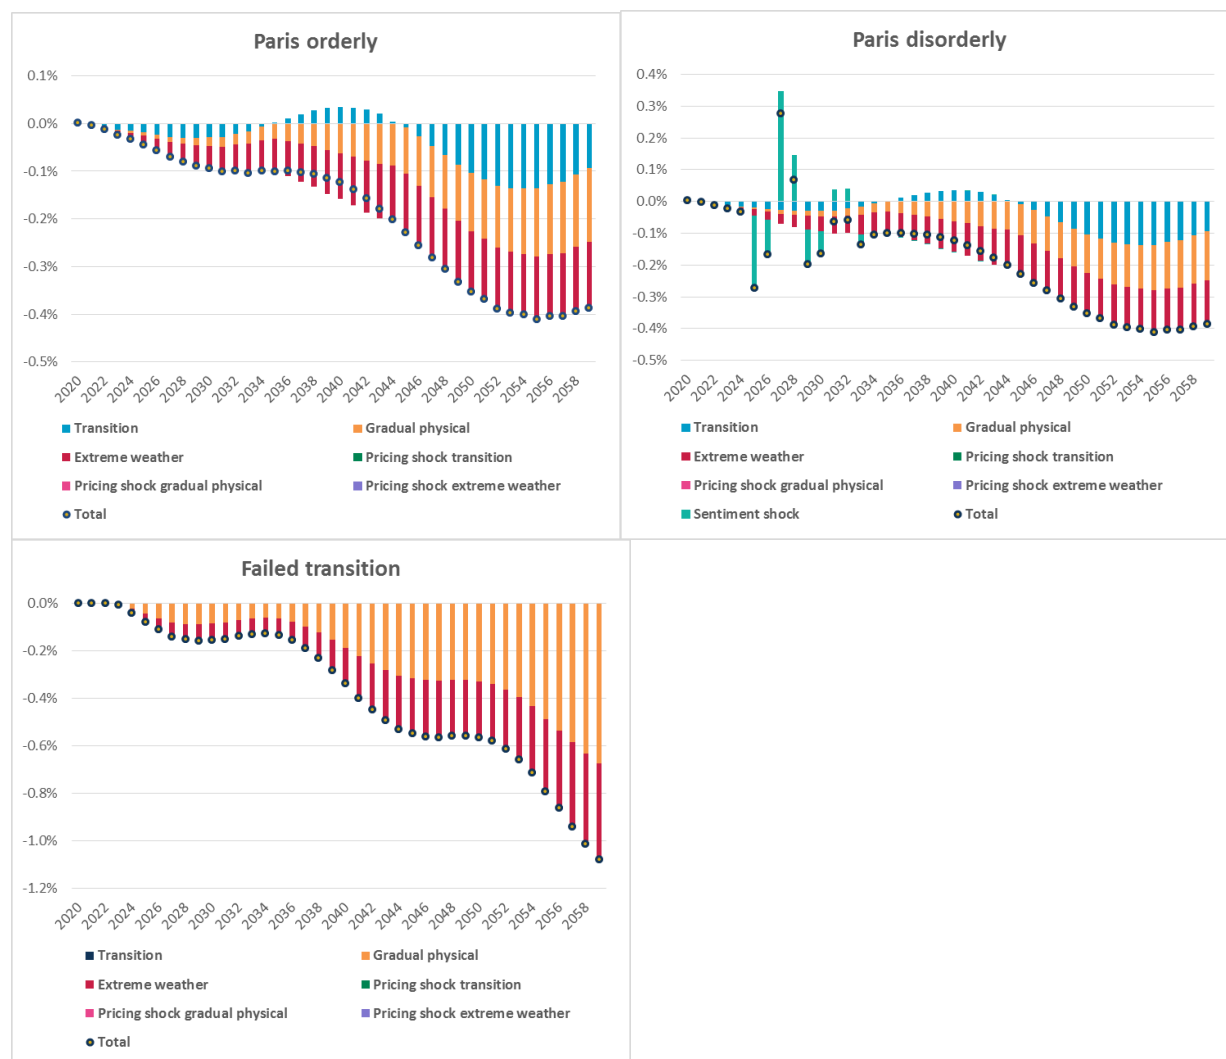 Paris orderly
0.1%
0.0%
-0.1%
-0.2%
-0.3%
-0.4%
-0.5%
2020 2022 2024 2026 2028 2030 2032 2034 2036 2038 2040 2042 2044 2046 2048 2050 2052 2054 2056 2058
Transition Gradual physical
Extreme weather Pricing shock transition
Pricing shock gradual physical Pricing shock extreme weather
Total
Paris disorderly
0.4%
0.3%
0.2%
0.1%
0.0%
-0.1%
-0.2%
-0.3%
-0.4%
-0.5%
2020 2022 2024 2026 2028 2030 2032 2034 2036 2038 2040 2042 2044 2046 2048 2050 2052 2054 2056 2058
Transition Gradual physical
Extreme weather Pricing shock transition
Pricing shock gradual physical Pricing shock extreme weather
Sentiment shock Total
Failed transition
0.0%
-0.2%
-0.4%
-0.6%
-0.8%
-1.0%
-1.2%
2020 2022 2024 2026 2028 2030 2032 2034 2036 2038 2040 2042 2044 2046 2048 2050 2052 2054 2056 2058
Transition Gradual physical
Extreme weather Pricing shock transition
Pricing shock gradual physical Pricing shock extreme weather
Total